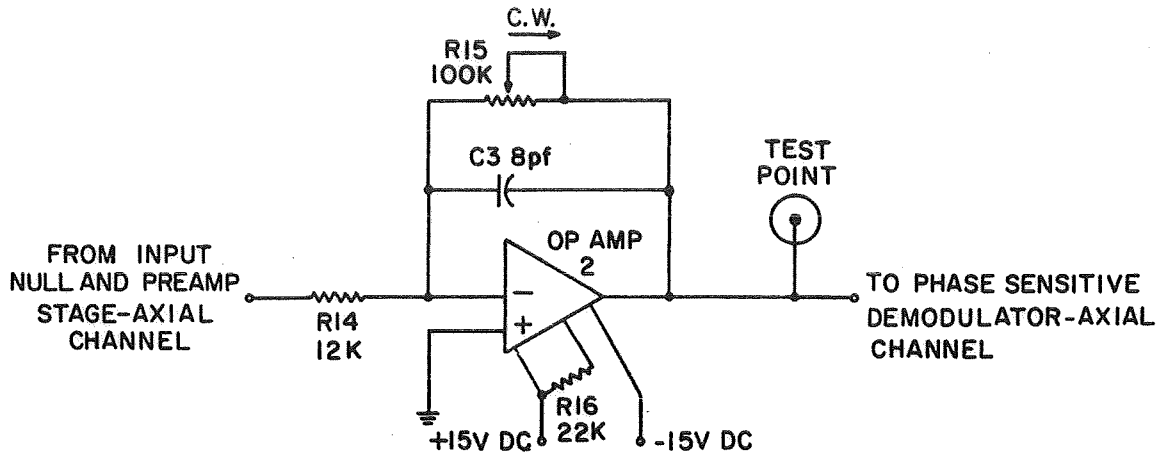 C.W.
R15
100K
C3 8pf
TEST
POINT
OP AMP
2
FROM INPUT
NULL AND PREAMP
STAGE-AXIAL
CHANNEL
R14
12K
−
+
TO PHASE SENSITIVE
DEMODULATOR-AXIAL
CHANNEL
R16
22K
+15V DC
-15V DC